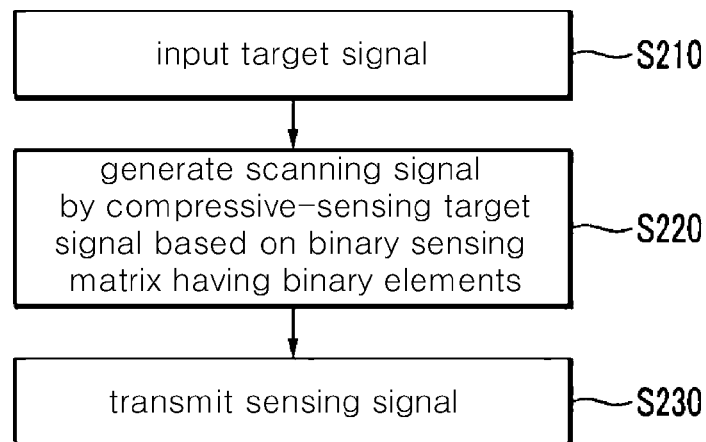 input target signal
S210
generate scanning signal
by compressive-sensing target
signal based on binary sensing
matrix having binary elements
S220
transmit sensing signal
S230